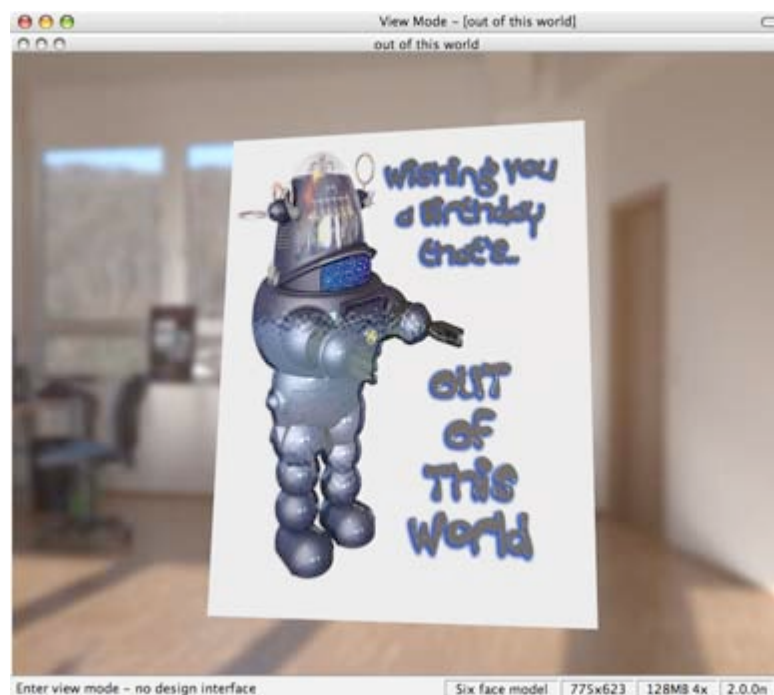 View Mode – [out of this world]
out of this world
Wishing You
a Birthday
that's..
OUT
OF
This
World
Enter view mode – no design interface
Six face model
775x623
128MB 4x
2.0.0n